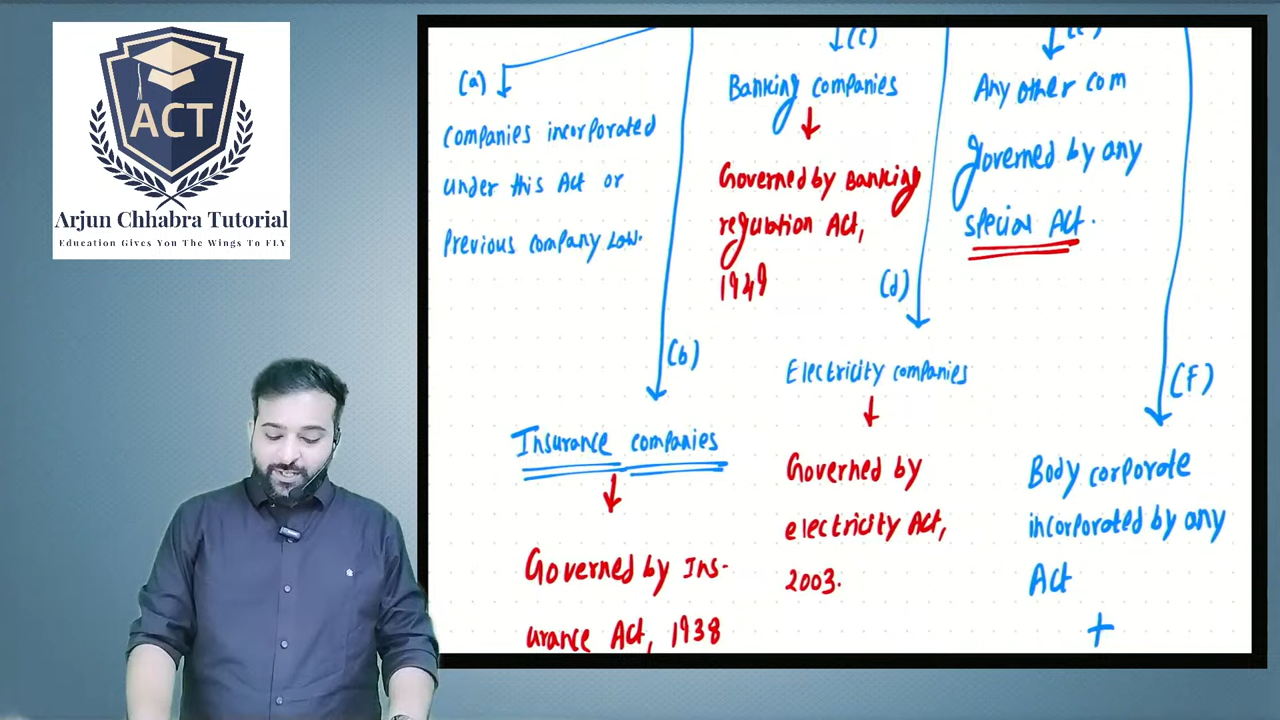 ACT
Arjun Chhabra Tutorial
Education Gives You The Wings To FLY
(a)
companies incorporated
under this Act or
Previous company Law.
(b)
Insurance companies
Governed by Ins-
urance Act, 1938
(c)
Banking companies
Governed by Banking
regulation Act,
1949
(d)
Electricity companies
Governed by
electricity Act,
2003.
Any other com
governed by any
special Act.
(F)
Body corporate
incorporated by any
Act
+